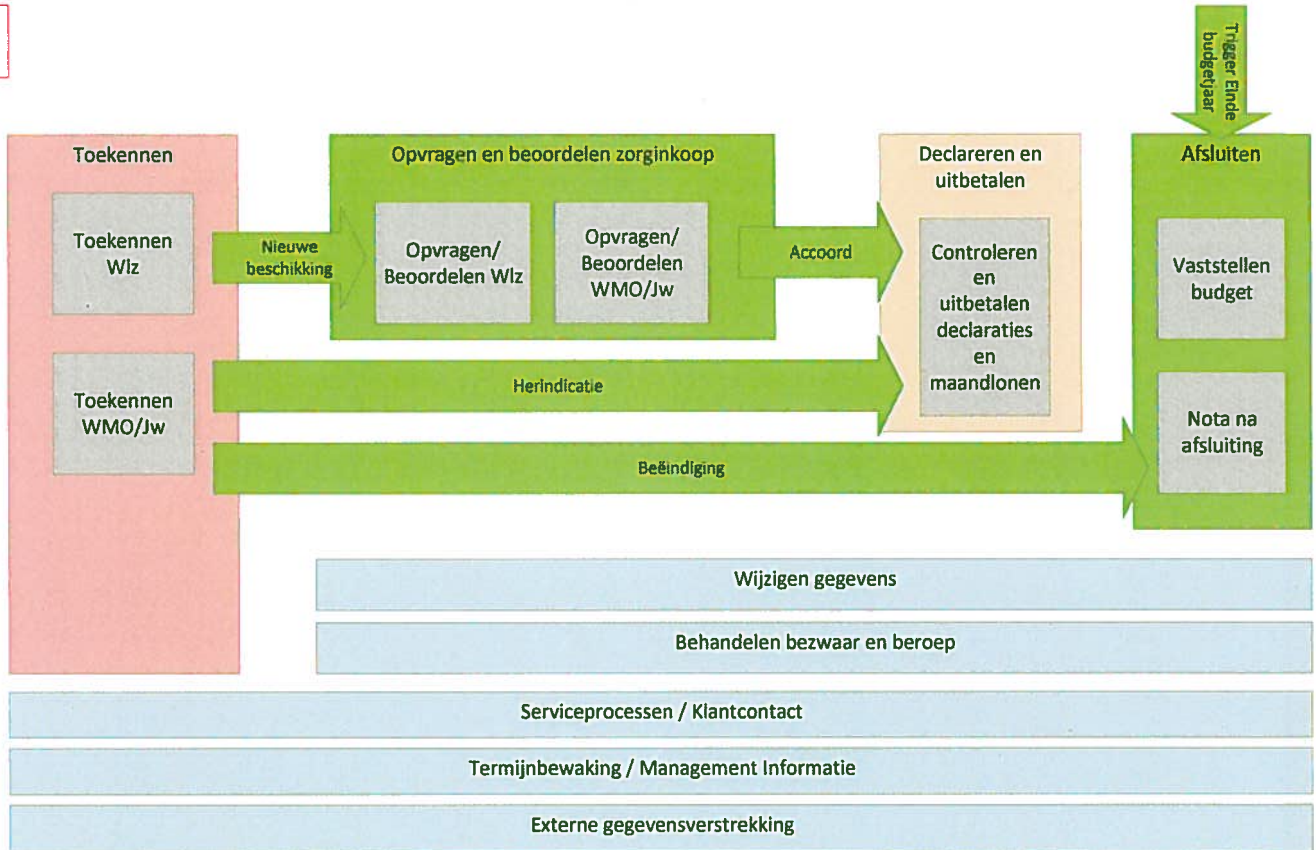 Trigger Einde
budgetjaar
Toekennen
Toekennen
Wlz
Toekennen
WMO/Jw
Nieuwe
beschikking
Opvragen en beoordelen zorginkoop
Opvragen/
Beoordelen Wlz
Opvragen/
Beoordelen
WMO/Jw
Accoord
Declareren en
uitbetalen
Controleren
en
uitbetalen
declaraties
en
maandlonen
Afsluiten
Vaststellen
budget
Nota na
afsluiting
Herindicatie
Beëindiging
Wijzigen gegevens
Behandelen bezwaar en beroep
Serviceprocessen / Klantcontact
Termijnbewaking / Management Informatie
Externe gegevensverstrekking